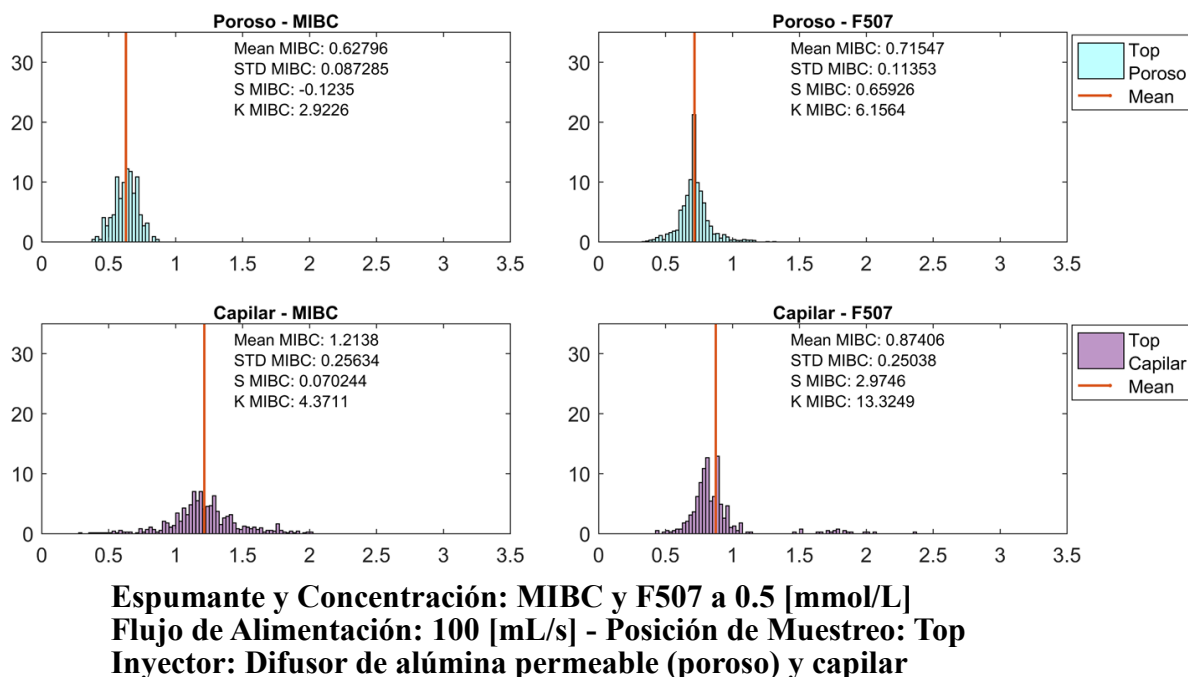 Poroso - MIBC
Mean MIBC: 0.62796
STD MIBC: 0.087285
S MIBC: -0.1235
K MIBC: 2.9226
30
20
10
0
0 0.5 1 1.5 2 2.5 3 3.5
Poroso - F507
Mean MIBC: 0.71547
STD MIBC: 0.11353
S MIBC: 0.65926
K MIBC: 6.1564
30
20
10
0
0 0.5 1 1.5 2 2.5 3 3.5
Top
Poroso
Mean
Capilar - MIBC
Mean MIBC: 1.2138
STD MIBC: 0.25634
S MIBC: 0.070244
K MIBC: 4.3711
30
20
10
0
0 0.5 1 1.5 2 2.5 3 3.5
Capilar - F507
Mean MIBC: 0.87406
STD MIBC: 0.25038
S MIBC: 2.9746
K MIBC: 13.3249
30
20
10
0
0 0.5 1 1.5 2 2.5 3 3.5
Top
Capilar
Mean
Espumante y Concentración: MIBC y F507 a 0.5 [mmol/L]
Flujo de Alimentación: 100 [mL/s] - Posición de Muestreo: Top
Inyector: Difusor de alúmina permeable (poroso) y capilar